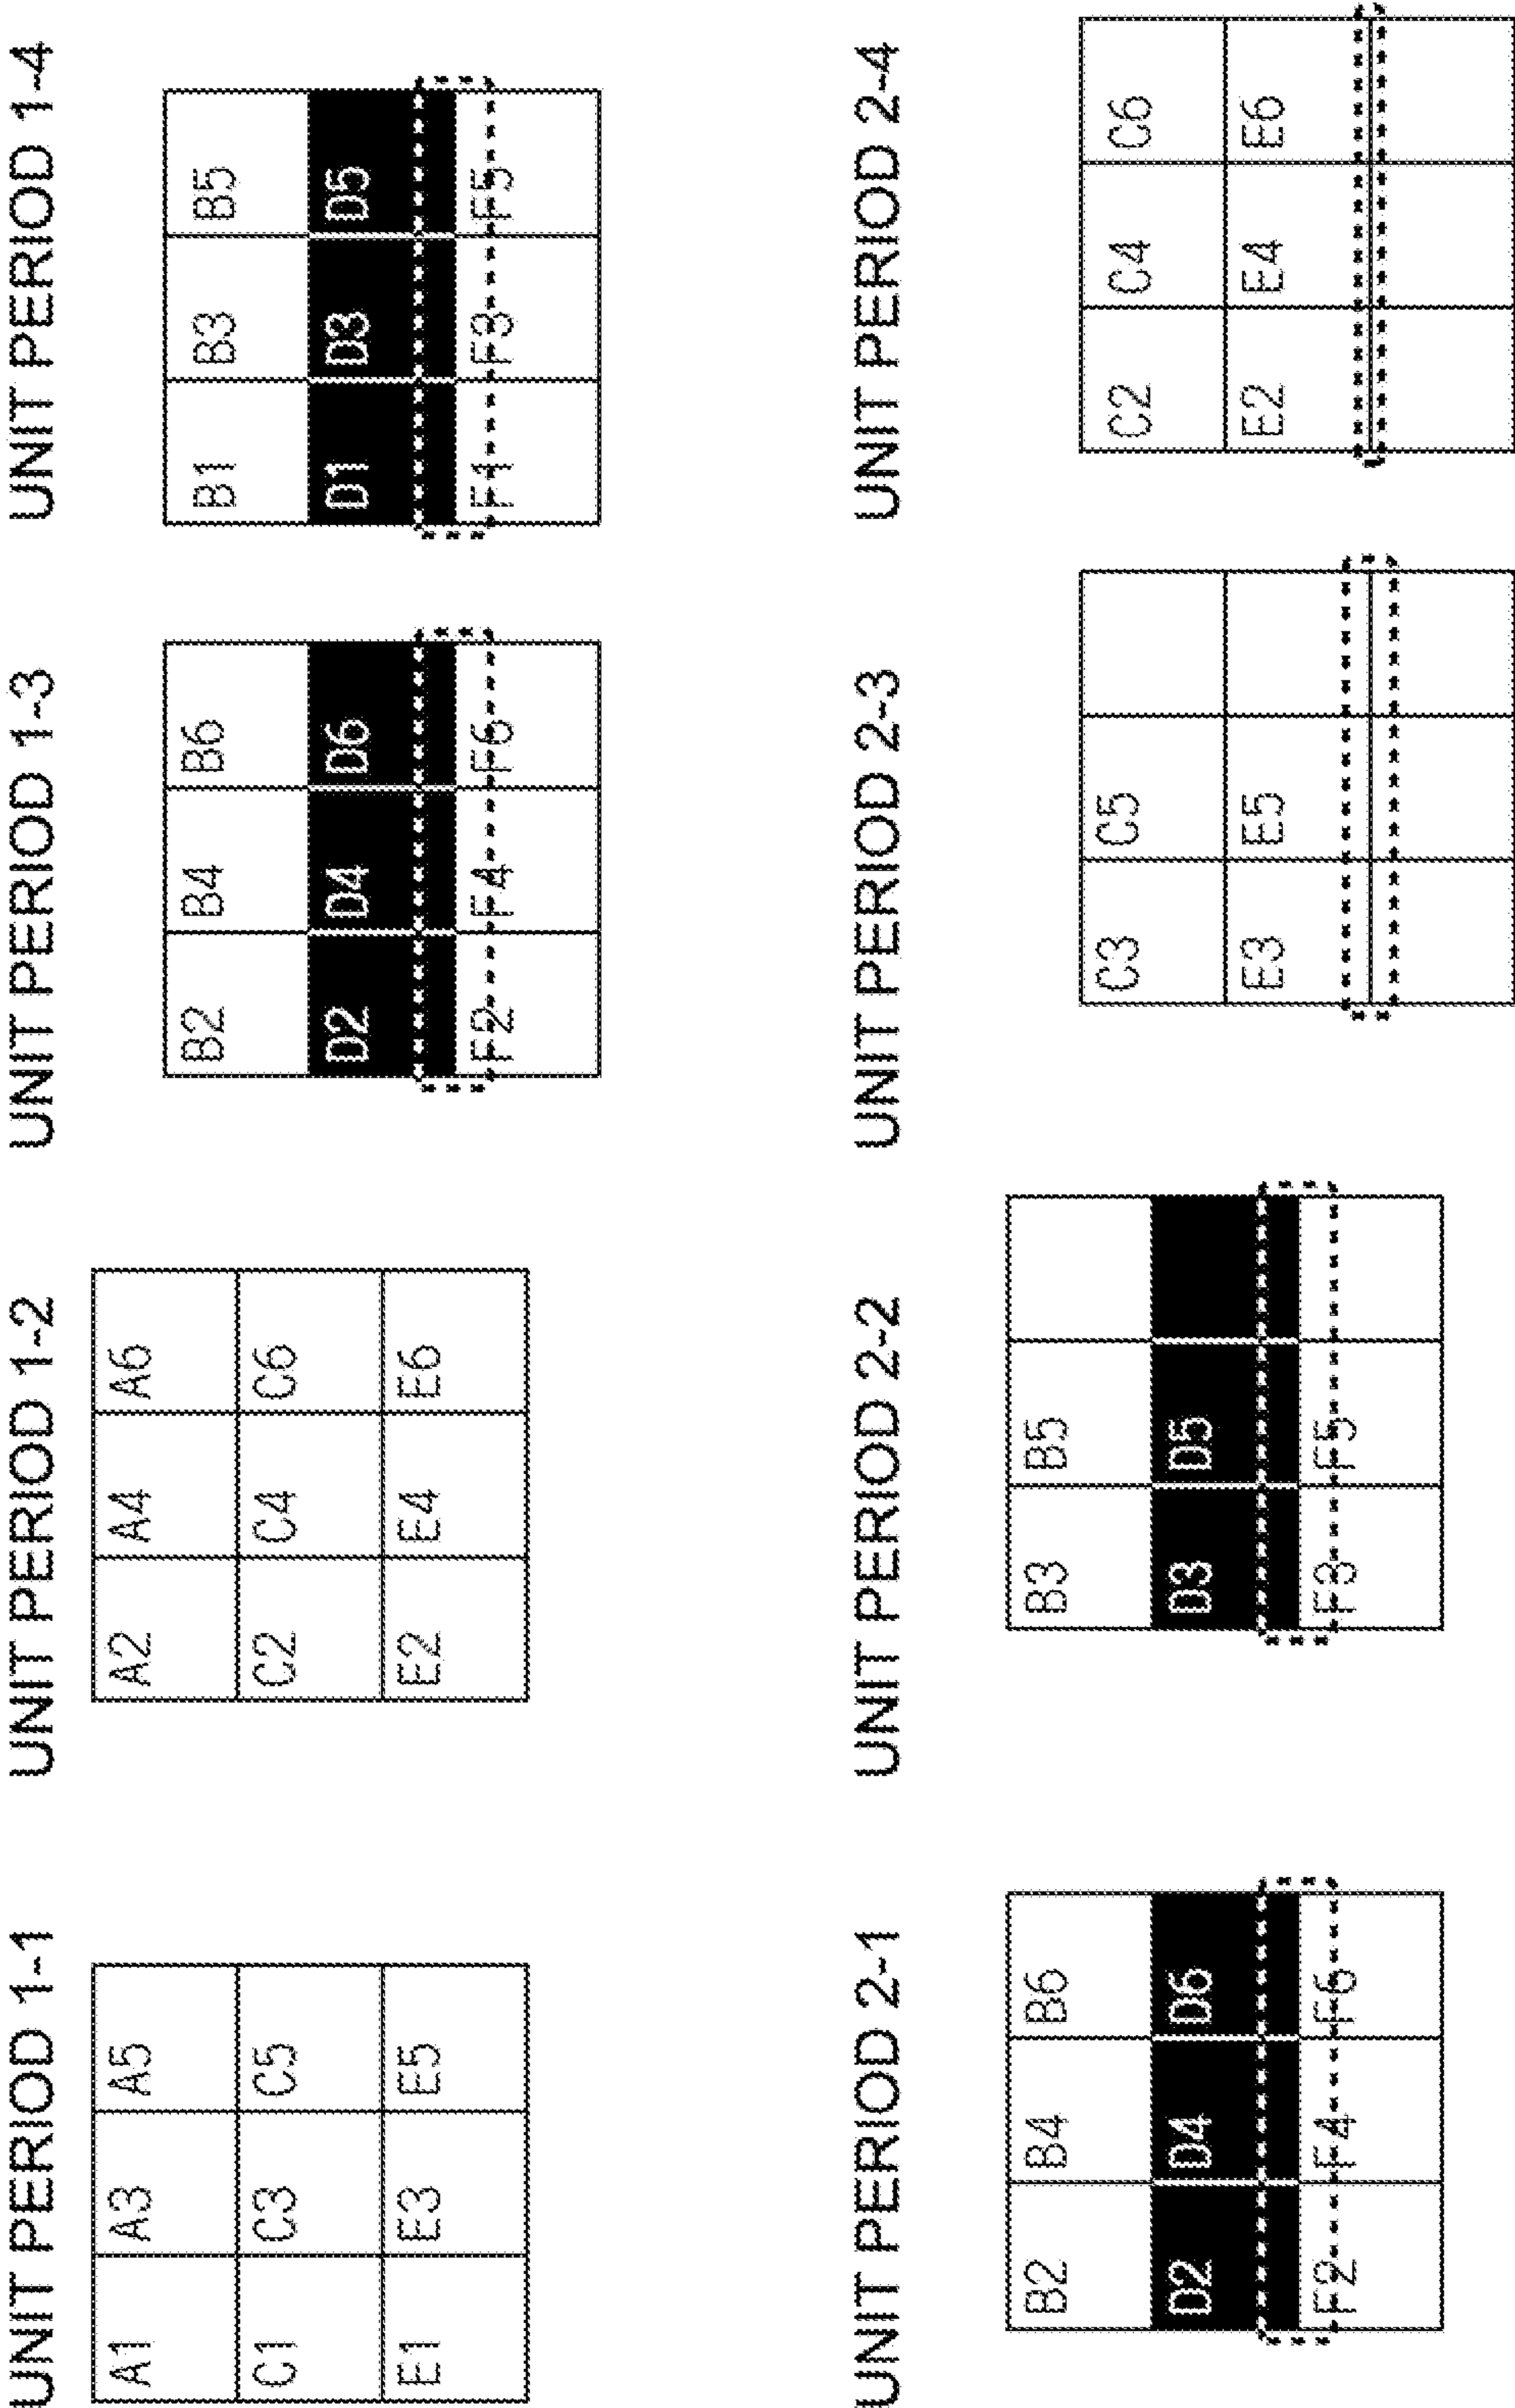 UNIT PERIOD 1-1
A1 A3 A5
C1 C3 C5
E1 E3 E5
UNIT PERIOD 1-2
A2 A4 A6
C2 C4 C6
E2 E4 E6
UNIT PERIOD 1-3
B2 B4 B6
D2 D4 D6
F2 F4 F6
UNIT PERIOD 1-4
B1 B3 B5
D1 D3 D5
F1 F3 F5
UNIT PERIOD 2-1
B2 B4 B6
D2 D4 D6
F2 F4 F6
UNIT PERIOD 2-2
B3 B5
D3 D5
F3 F5
UNIT PERIOD 2-3
C3 C5
E3 E5
UNIT PERIOD 2-4
C2 C4 C6
E2 E4 E6